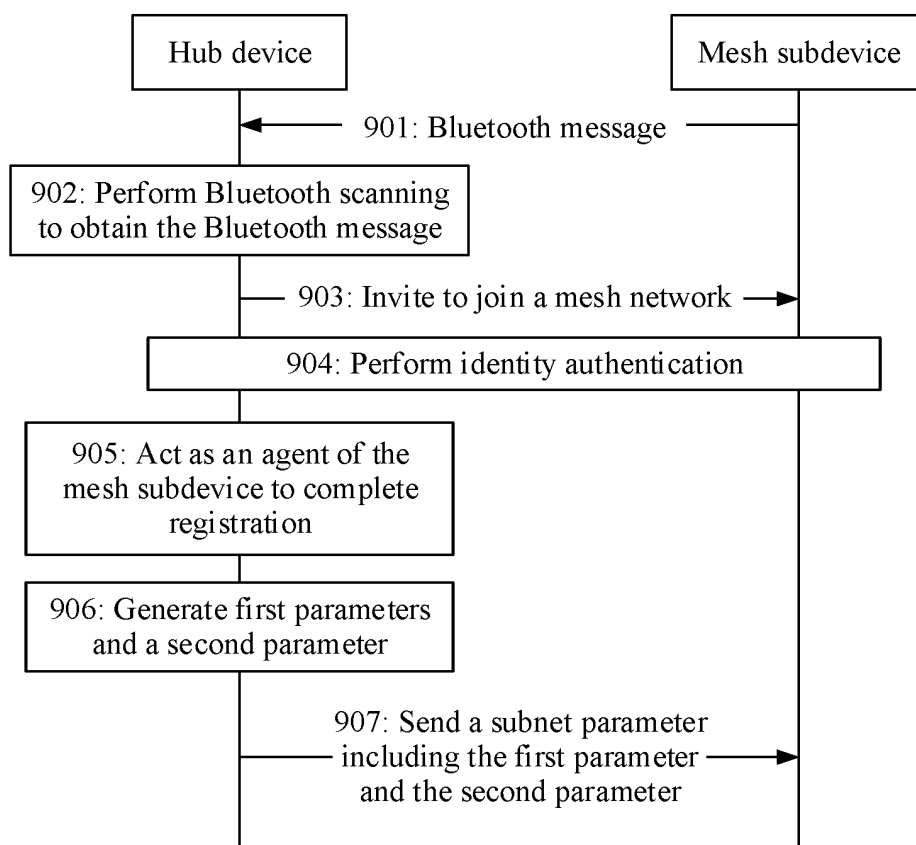 Hub device
Mesh subdevice
901: Bluetooth message
902: Perform Bluetooth scanning
to obtain the Bluetooth message
903: Invite to join a mesh network
904: Perform identity authentication
905: Act as an agent of the
mesh subdevice to complete
registration
906: Generate first parameters
and a second parameter
907: Send a subnet parameter
including the first parameter
and the second parameter